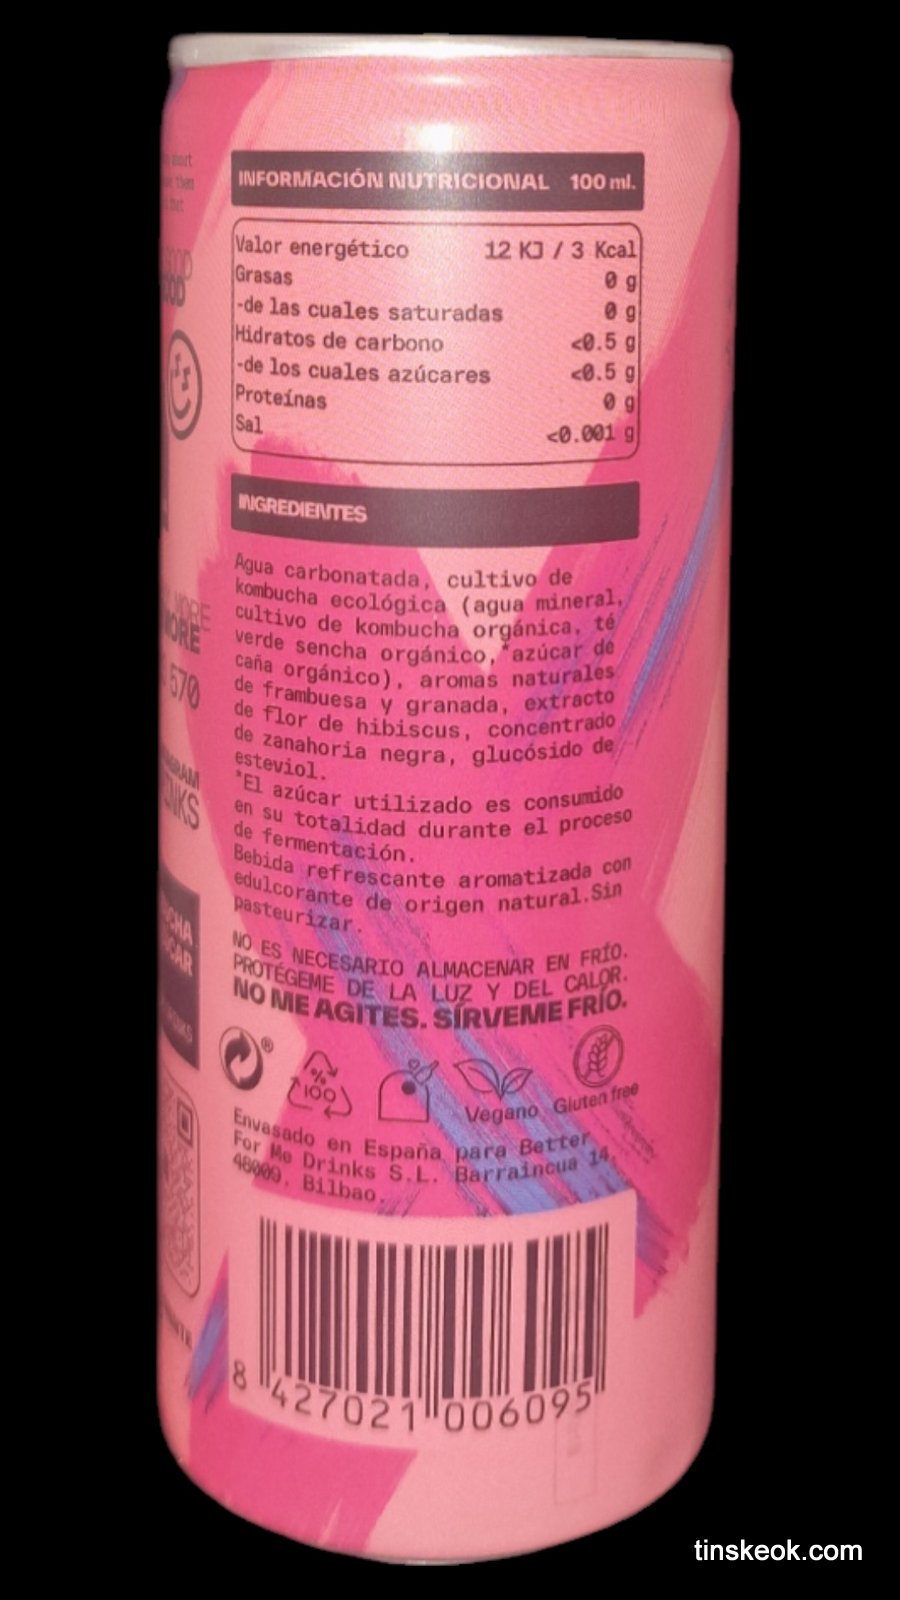 INFORMACIÓN NUTRICIONAL 100 ml.
Valor energético 12 KJ / 3 Kcal
Grasas 0 g
-de las cuales saturadas 0 g
Hidratos de carbono <0.5 g
-de los cuales azúcares <0.5 g
Proteínas 0 g
Sal <0.001 g
INGREDIENTES
Agua carbonatada, cultivo de
kombucha ecológica (agua mineral,
cultivo de kombucha orgánica, té
verde sencha orgánico,*azúcar de
caña orgánico), aromas naturales
de frambuesa y granada, extracto
de flor de hibiscus, concentrado
de zanahoria negra, glucósido de
esteviol.
*El azúcar utilizado es consumido
en su totalidad durante el proceso
de fermentación.
Bebida refrescante aromatizada con
edulcorante de origen natural.Sin
pasteurizar.
NO ES NECESARIO ALMACENAR EN FRÍO.
PROTÉGEME DE LA LUZ Y DEL CALOR.
NO ME AGITES. SÍRVEME FRÍO.
®
% 100
Vegano Gluten free
Envasado en España para Better
For Me Drinks S.L. Barraincua 14.
48009. Bilbao.
8 427021 006095
670
tinskeok.com